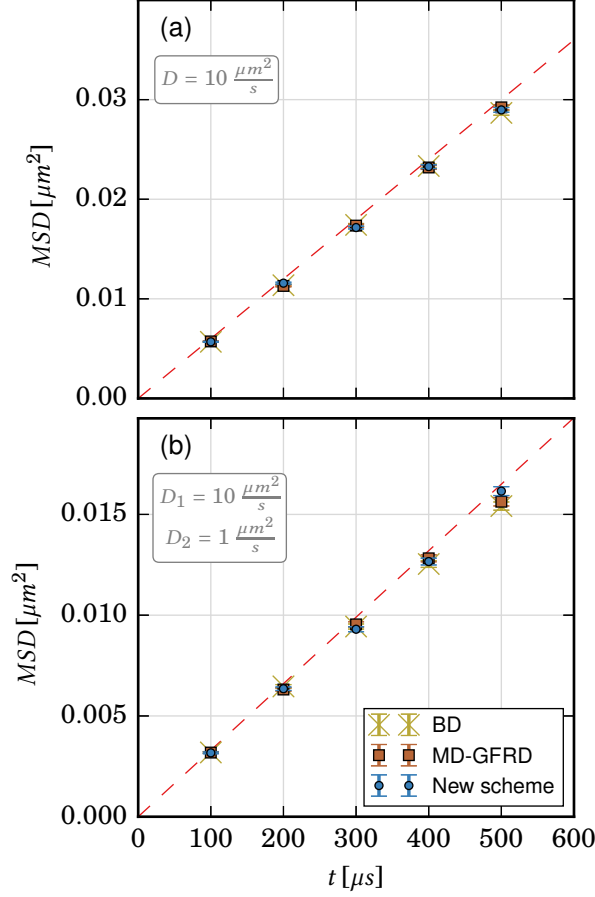 (a)
D = 10 μm²/s
0.03
0.02
0.01
0.00
MSD [μm²]
(b)
D₁ = 10 μm²/s
D₂ = 1 μm²/s
0.015
0.010
0.005
0.000
MSD [μm²]
BD
MD-GFRD
New scheme
0 100 200 300 400 500 600
t [μs]